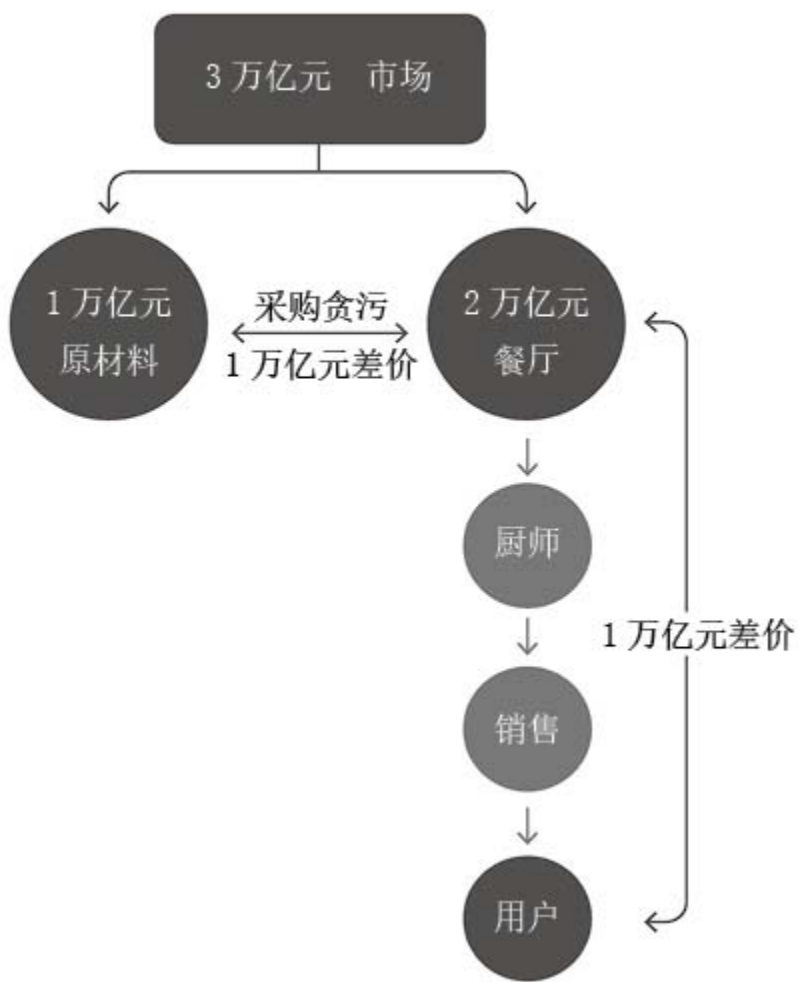 3 万亿元 市场
1 万亿元
原材料
采购贪污
1 万亿元差价
2 万亿元
餐厅
厨师
1 万亿元差价
销售
用户